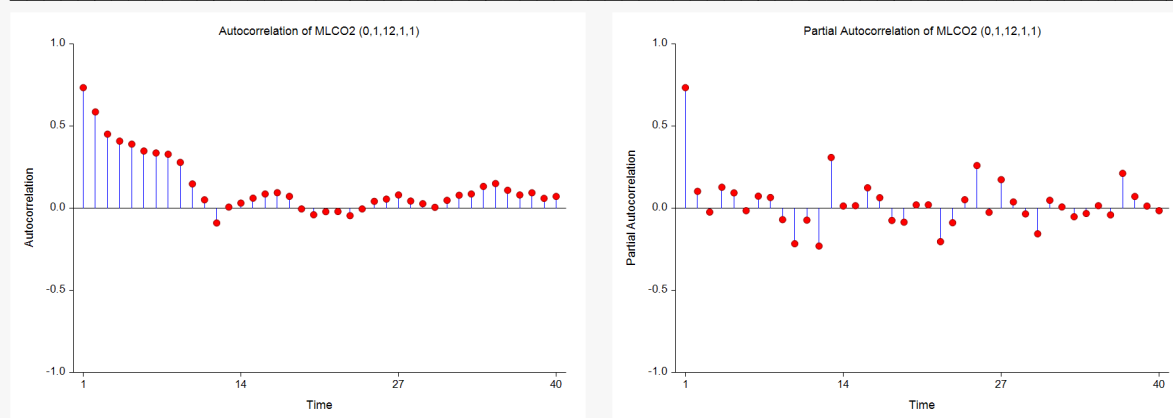 Autocorrelation of MLCO2 (0,1,12,1,1)
1.0
0.5
0.0
-0.5
-1.0
Autocorrelation
1 14 27 40
Time
Partial Autocorrelation of MLCO2 (0,1,12,1,1)
1.0
0.5
0.0
-0.5
-1.0
Partial Autocorrelation
1 14 27 40
Time